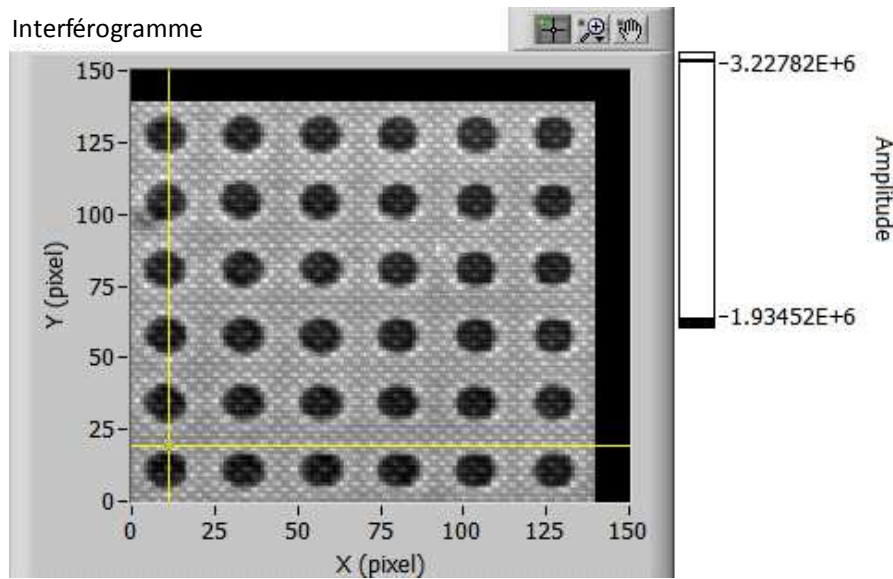 Interférogramme
150
125
100
75
50
25
0
Y (pixel)
0 25 50 75 100 125 150
X (pixel)
-3.22782E+6
-1.93452E+6
Amplitude